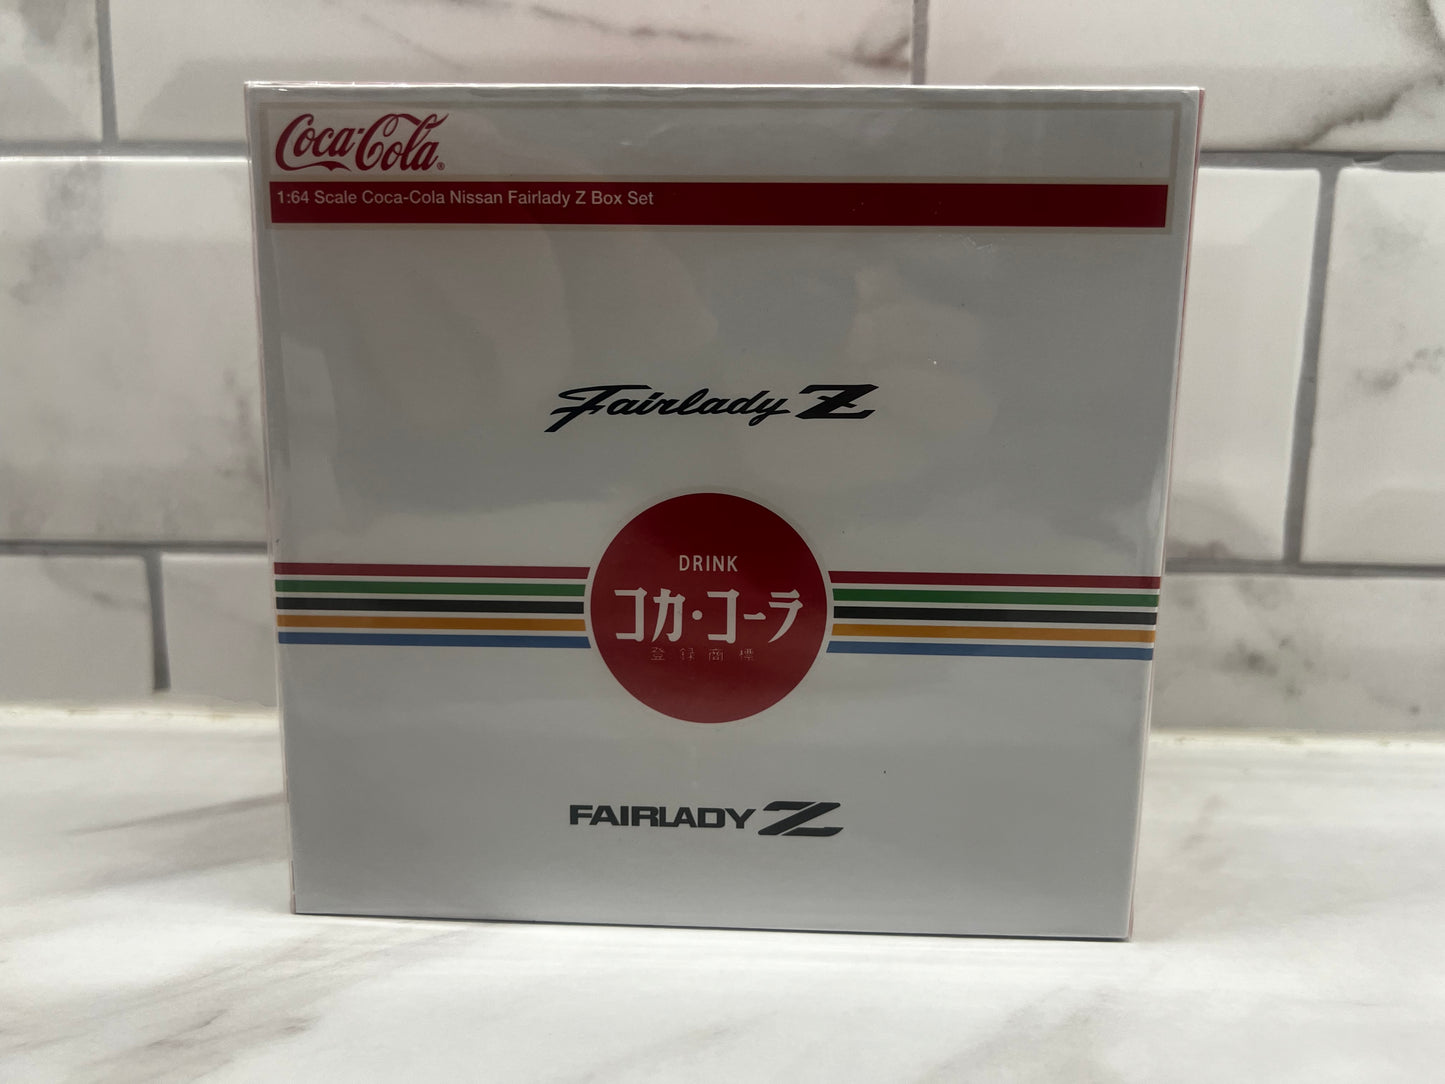 Coca-Cola®
1:64 Scale Coca-Cola Nissan Fairlady Z Box Set
Fairlady Z
DRINK
コカ・コーラ
登録商標
FAIRLADY Z